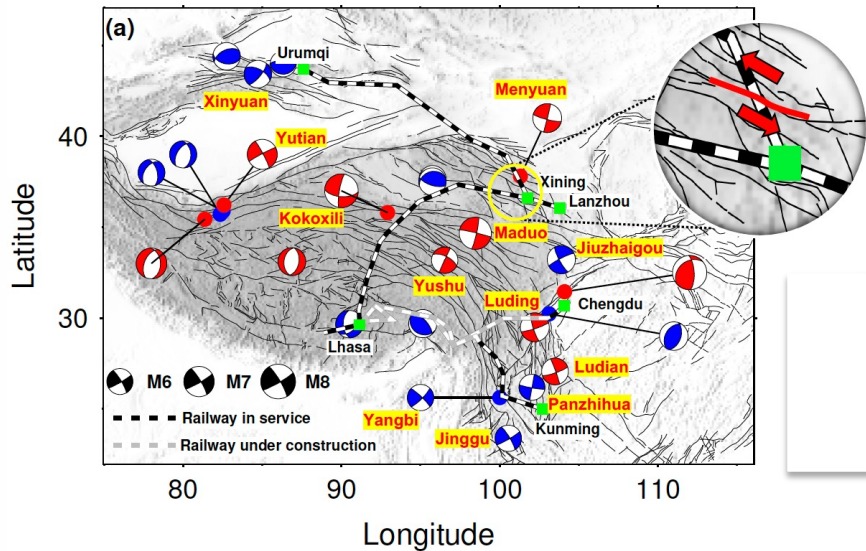 (a)
Urumqi
Xinyuan
Menyuan
40
Yutian
Xining
Lanzhou
Kokoxili
Maduo
Jiuzhaigou
Yushu
Luding
Chengdu
30
Lhasa
Ludian
M6 M7 M8
Panzhihua
Railway in service
Yangbi
Kunming
Railway under construction
Jinggu
80 90 100 110
Latitude
Longitude